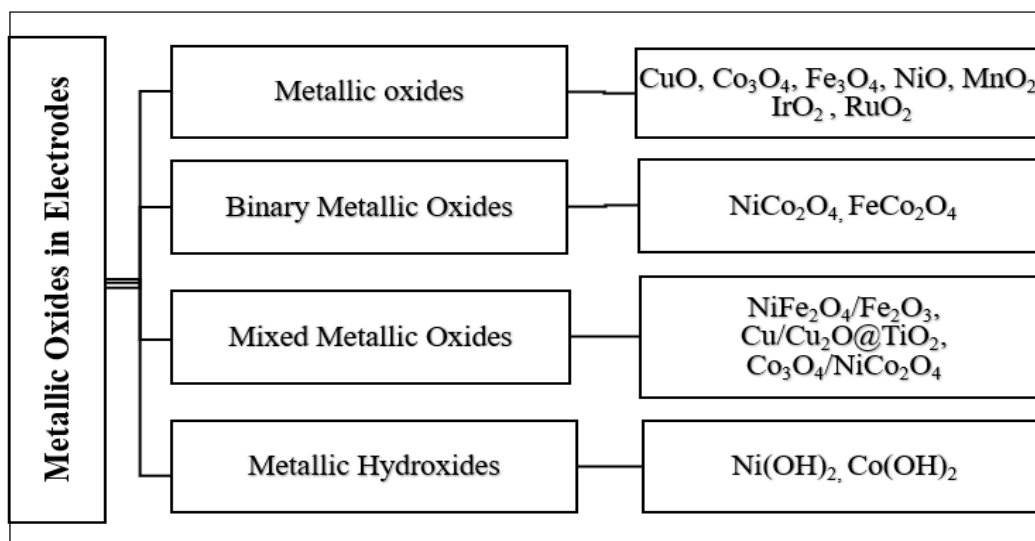 Metallic Oxides in Electrodes
Metallic oxides
CuO, Co₃O₄, Fe₃O₄, NiO, MnO₂
IrO₂ , RuO₂
Binary Metallic Oxides
NiCo₂O₄, FeCo₂O₄
Mixed Metallic Oxides
NiFe₂O₄/Fe₂O₃,
Cu/Cu₂O@TiO₂,
Co₃O₄/NiCo₂O₄
Metallic Hydroxides
Ni(OH)₂, Co(OH)₂